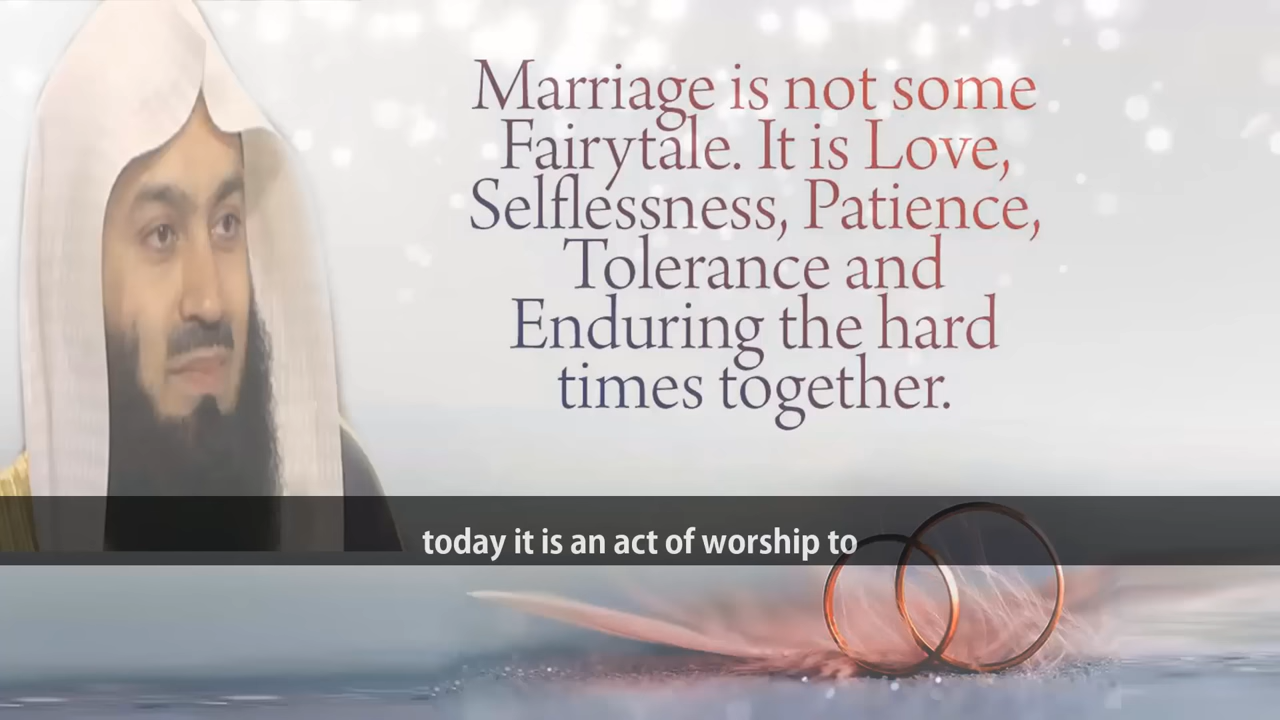 Marriage is not some
Fairytale. It is Love,
Selflessness, Patience,
Tolerance and
Enduring the hard
times together.
today it is an act of worship to